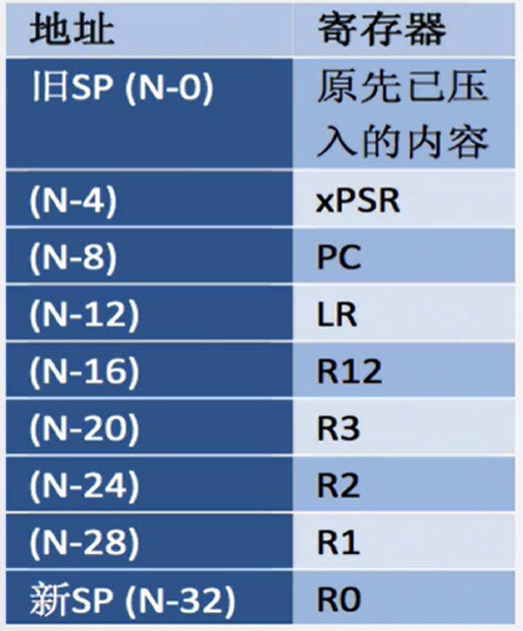 地址 寄存器
旧SP (N-0) 原先已压
入的内容
(N-4) xPSR
(N-8) PC
(N-12) LR
(N-16) R12
(N-20) R3
(N-24) R2
(N-28) R1
新SP (N-32) R0